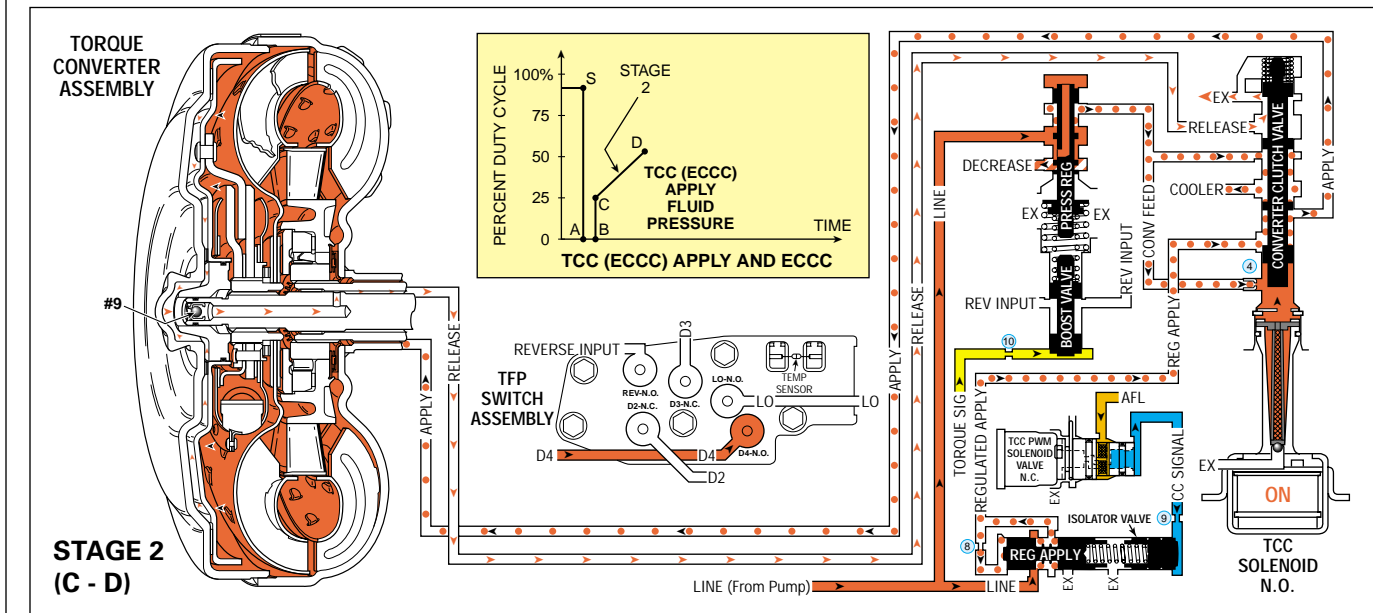 TORQUE
CONVERTER
ASSEMBLY
#9
STAGE 2
(C - D)
PERCENT DUTY CYCLE
100%
75
50
25
0
S
STAGE
2
D
C
A
B
TCC (ECCC)
APPLY
FLUID
PRESSURE
TIME
TCC (ECCC) APPLY AND ECCC
RELEASE
APPLY
APPLY
RELEASE
TFP
SWITCH
ASSEMBLY
REVERSE INPUT
D3
TEMP
SENSOR
REV-N.O.
D3-N.C.
LO-N.O.
LO
LO
D2-N.C.
D4-N.O.
D4
D4
D2
LINE
DECREASE
PRESS REG
EX
EX
BOOST VALVE
REV INPUT
REV INPUT
10
TORQUE SIG
REGULATED APPLY
CONV FEED
REG APPLY
EX
RELEASE
COOLER
CONVERTER CLUTCH VALVE
APPLY
4
AFL
TCC PWM
SOLENOID
VALVE
N.C.
EX
CC SIGNAL
ISOLATOR VALVE
9
8
REG APPLY
EX
EX
LINE (From Pump)
LINE
EX
ON
TCC
SOLENOID
N.O.